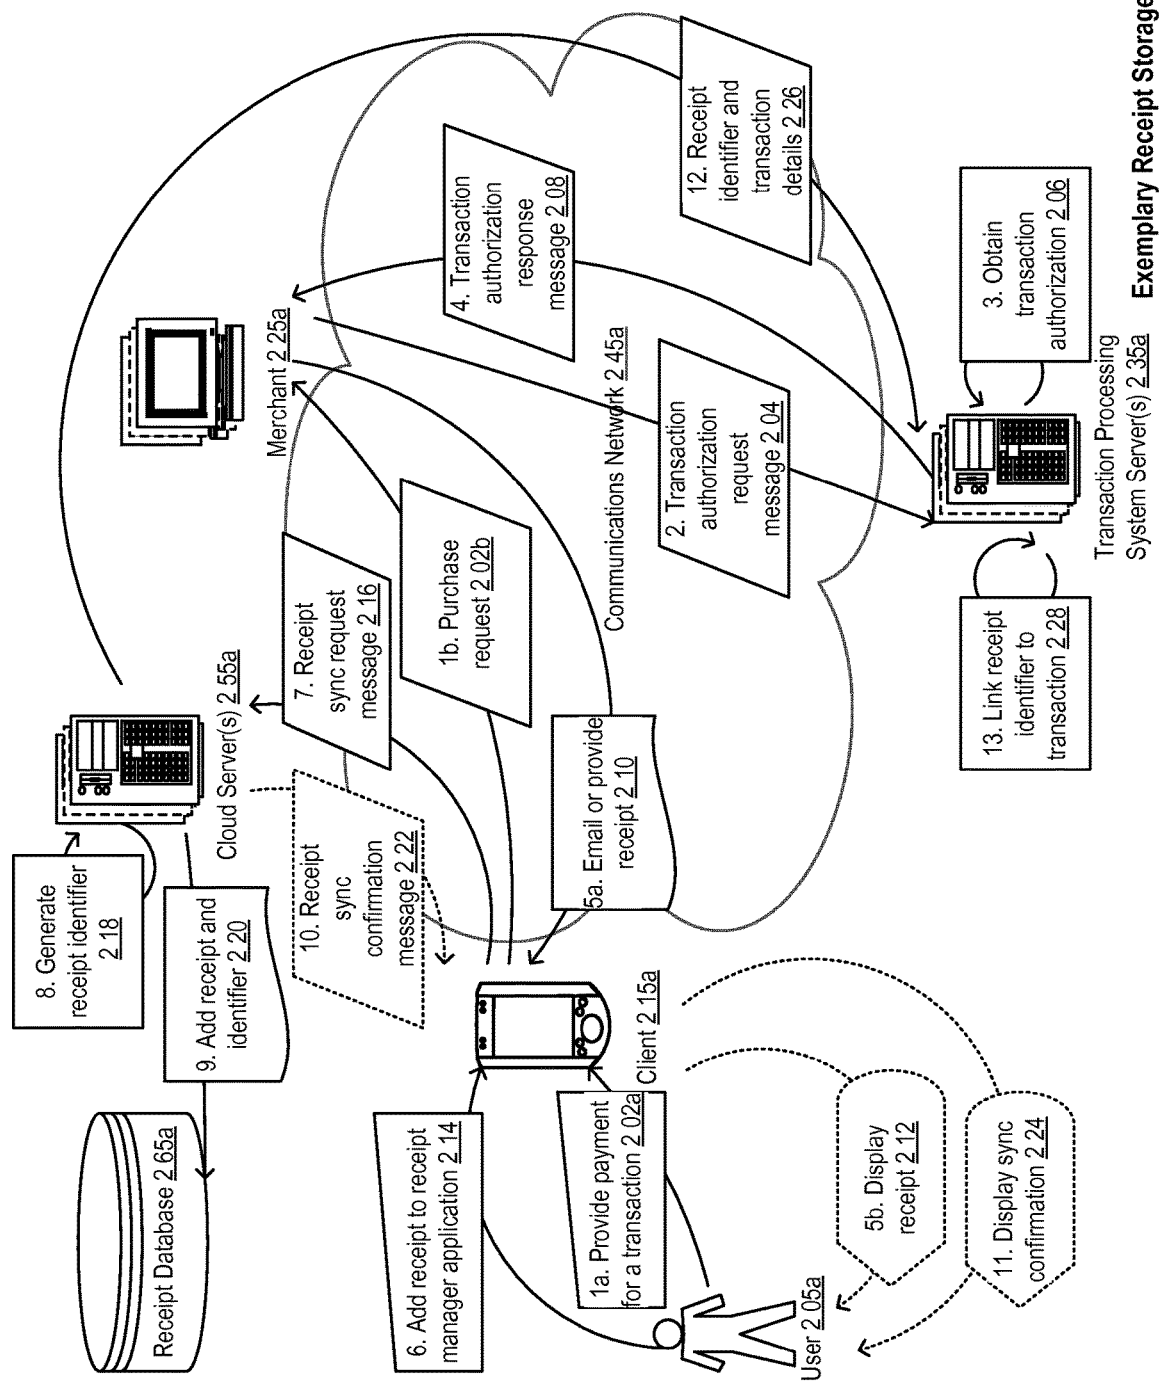 Receipt Database 2 65a
8. Generate
receipt identifier
2 18
9. Add receipt and
identifier 2 20
Cloud Server(s) 2 55a
Merchant 2 25a
10. Receipt
sync
confirmation
message 2 22
7. Receipt
sync request
message 2 16
6. Add receipt to receipt
manager application 2 14
1b. Purchase
request 2 02b
4. Transaction
authorization
response
message 2 08
1a. Provide payment
for a transaction 2 02a
Client 2 15a
5a. Email or provide
receipt 2 10
Communications Network 2 45a
2. Transaction
authorization
request
message 2 04
12. Receipt
identifier and
transaction
details 2 26
User 2 05a
5b. Display
receipt 2 12
11. Display sync
confirmation 2 24
13. Link receipt
identifier to
transaction 2 28
3. Obtain
transaction
authorization 2 06
Transaction Processing
System Server(s) 2 35a
Exemplary Receipt Storage